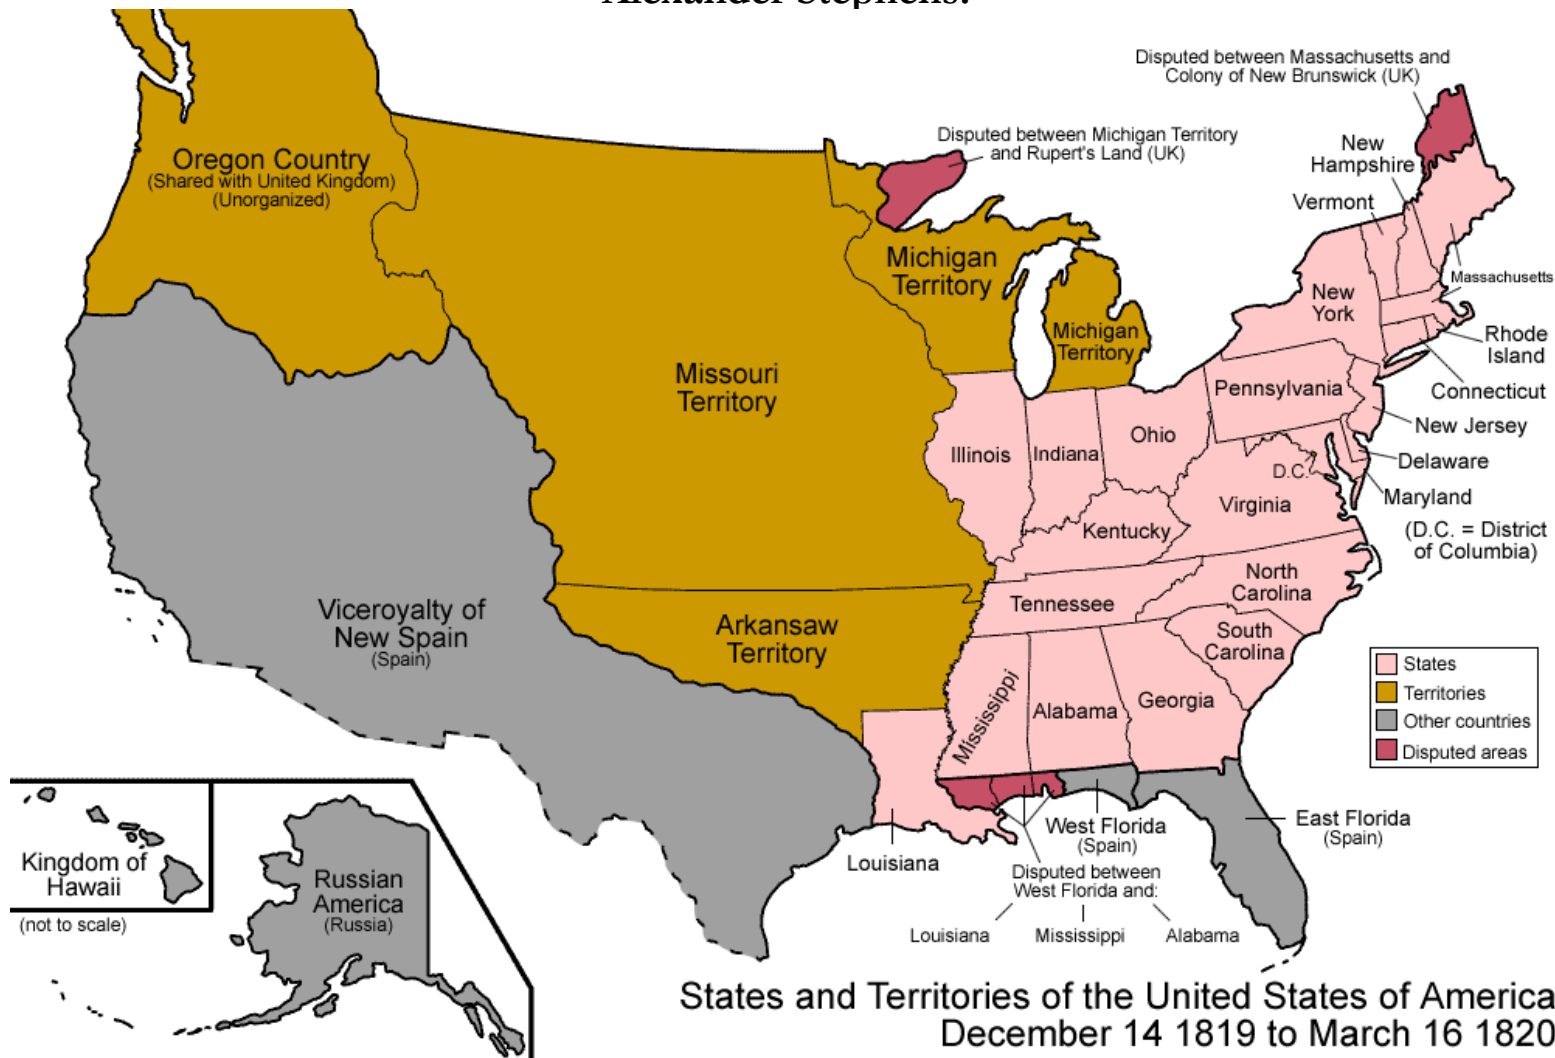 Alexander Stephens.
Disputed between Massachusetts and
Colony of New Brunswick (UK)
Disputed between Michigan Territory
and Rupert's Land (UK)
New
Hampshire
Vermont
Oregon Country
(Shared with United Kingdom)
(Unorganized)
Michigan
Territory
Massachusetts
New
York
Michigan
Territory
Rhode
Island
Missouri
Territory
Pennsylvania
Connecticut
New Jersey
Ohio
Illinois
Indiana
Delaware
D.C.
Maryland
Virginia
Kentucky
(D.C. = District
of Columbia)
North
Carolina
Tennessee
Viceroyalty of
New Spain
(Spain)
Arkansaw
Territory
South
Carolina
States
Territories
Other countries
Disputed areas
Mississippi
Alabama
Georgia
West Florida
(Spain)
East Florida
(Spain)
Louisiana
Disputed between
West Florida and:
Louisiana
Mississippi
Alabama
Kingdom of
Hawaii
(not to scale)
Russian
America
(Russia)
States and Territories of the United States of America
December 14 1819 to March 16 1820